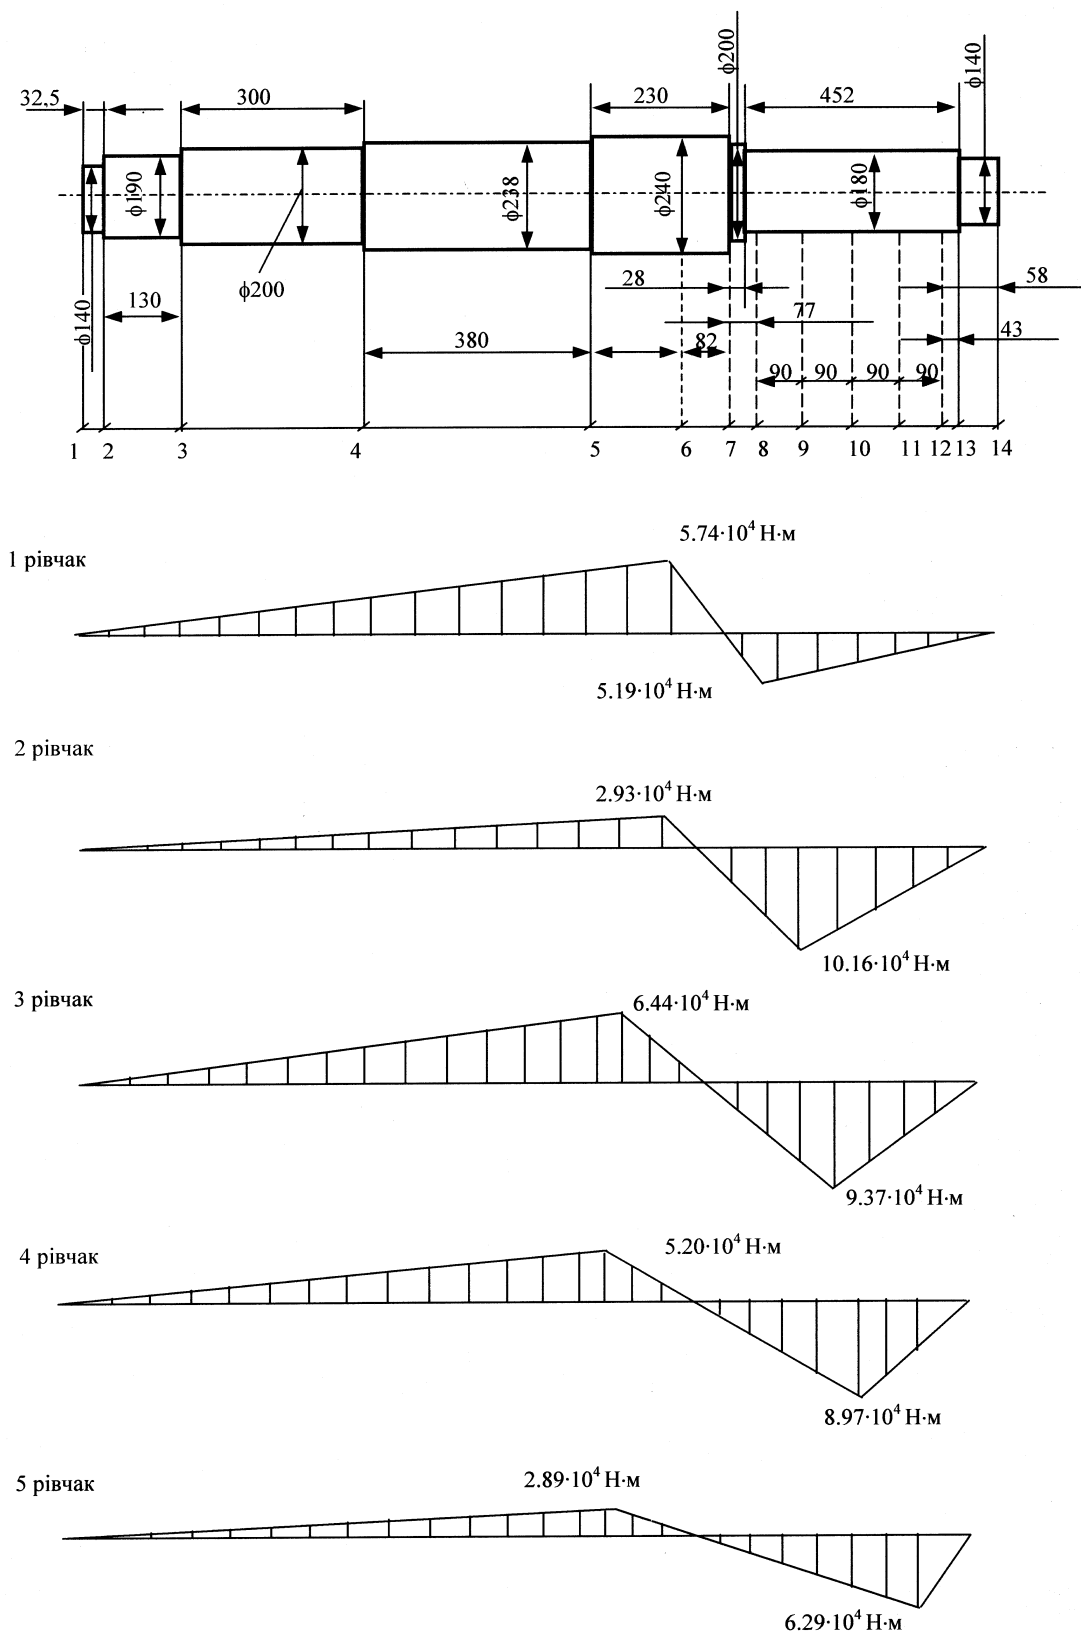 ϕ200
ϕ140
32,5
300
230
452
ϕ190
ϕ238
ϕ240
ϕ180
ϕ200
ϕ140
130
28
58
77
43
380
82
90 90 90 90
1 2 3 4 5 6 7 8 9 10 11 12 13 14
5.74·10⁴ Н·м
1 рівчак
5.19·10⁴ Н·м
2 рівчак
2.93·10⁴ Н·м
10.16·10⁴ Н·м
3 рівчак
6.44·10⁴ Н·м
9.37·10⁴ Н·м
4 рівчак
5.20·10⁴ Н·м
8.97·10⁴ Н·м
5 рівчак
2.89·10⁴ Н·м
6.29·10⁴ Н·м